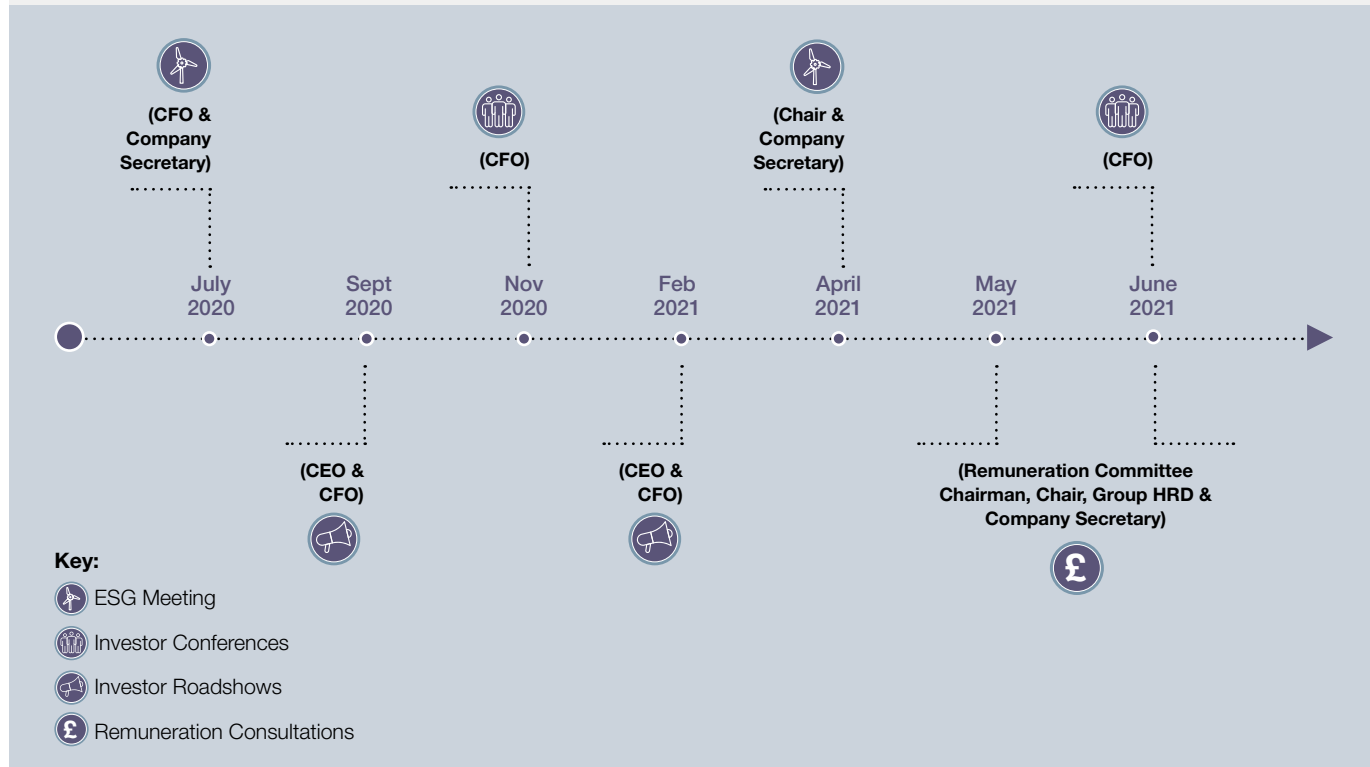 (CFO &
Company
Secretary)
(CFO)
(Chair &
Company
Secretary)
(CFO)
July
2020
Sept
2020
Nov
2020
Feb
2021
April
2021
May
2021
June
2021
(CEO &
CFO)
(CEO &
CFO)
(Remuneration Committee
Chairman, Chair, Group HRD &
Company Secretary)
£
Key:
ESG Meeting
Investor Conferences
Investor Roadshows
£ Remuneration Consultations